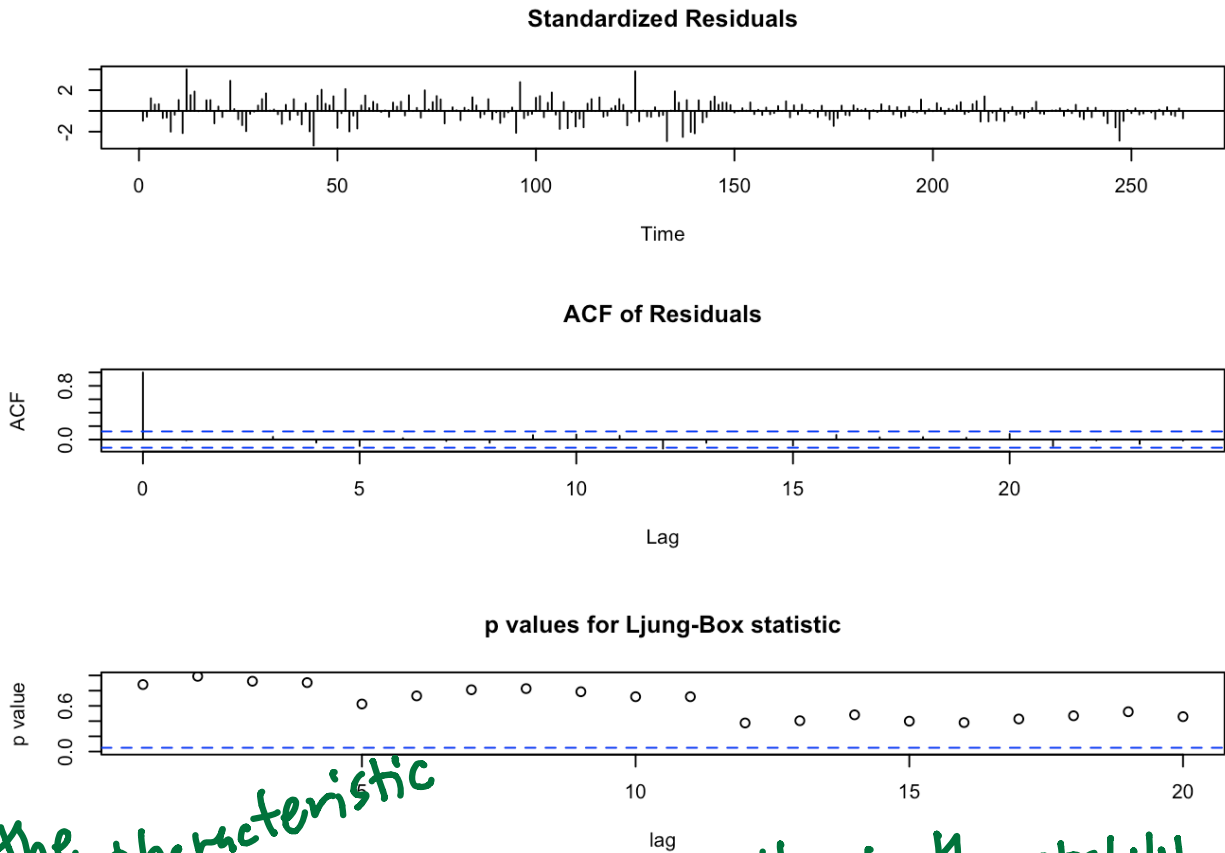 Standardized Residuals
2
-2
0 50 100 150 200 250
Time
ACF of Residuals
ACF
0.8
0.0
0 5 10 15 20
Lag
p values for Ljung-Box statistic
p value
0.6
0.0
5 10 15 20
lag
the characteristic